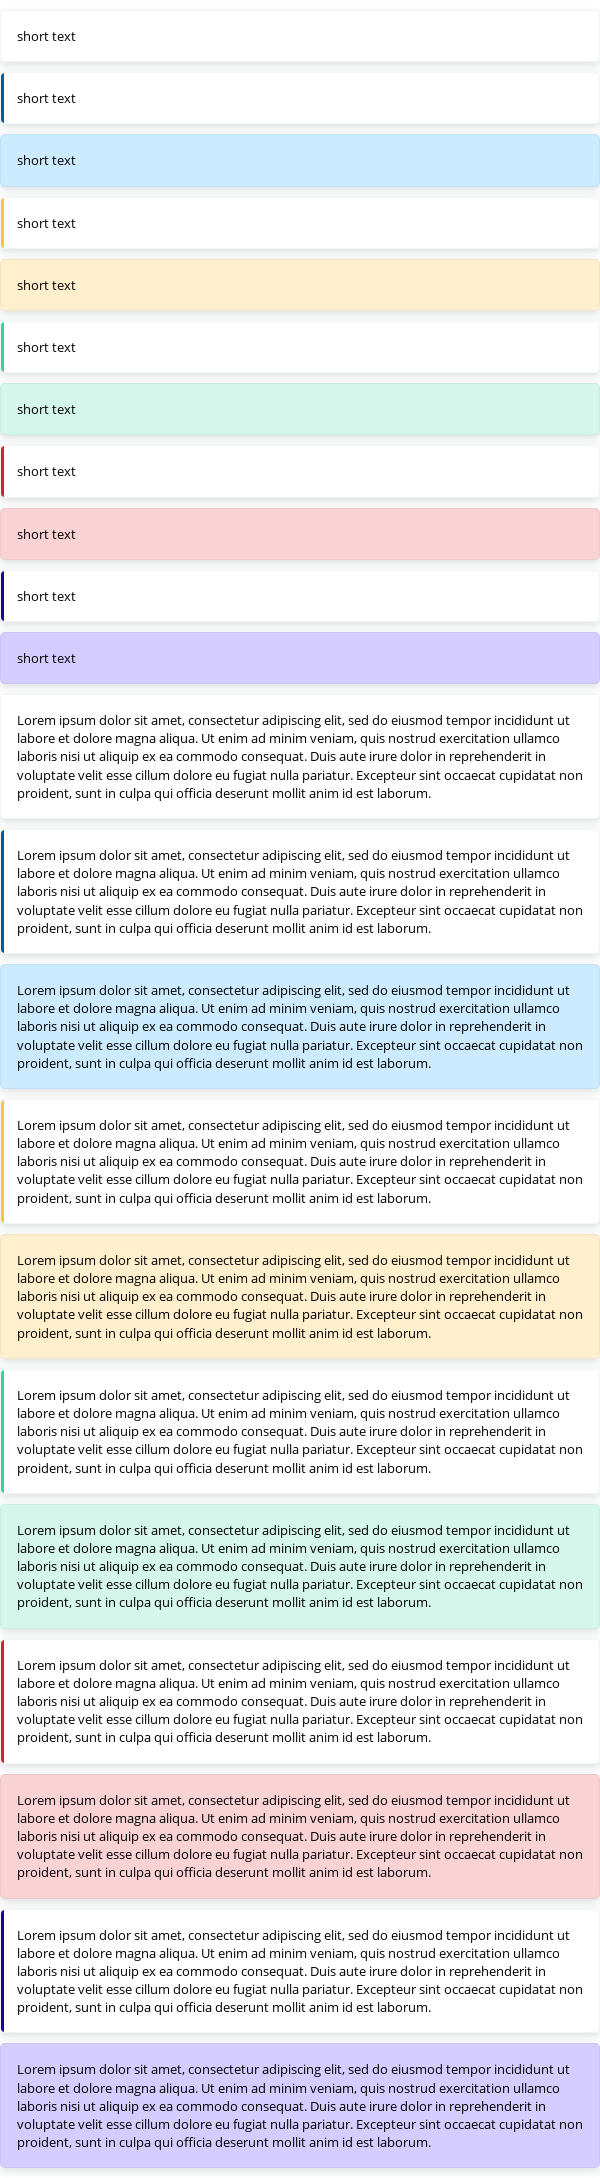 short text
short text
short text
short text
short text
short text
short text
short text
short text
short text
short text
Lorem ipsum dolor sit amet, consectetur adipiscing elit, sed do eiusmod tempor incididunt ut
labore et dolore magna aliqua. Ut enim ad minim veniam, quis nostrud exercitation ullamco
laboris nisi ut aliquip ex ea commodo consequat. Duis aute irure dolor in reprehenderit in
voluptate velit esse cillum dolore eu fugiat nulla pariatur. Excepteur sint occaecat cupidatat non
proident, sunt in culpa qui officia deserunt mollit anim id est laborum.
Lorem ipsum dolor sit amet, consectetur adipiscing elit, sed do eiusmod tempor incididunt ut
labore et dolore magna aliqua. Ut enim ad minim veniam, quis nostrud exercitation ullamco
laboris nisi ut aliquip ex ea commodo consequat. Duis aute irure dolor in reprehenderit in
voluptate velit esse cillum dolore eu fugiat nulla pariatur. Excepteur sint occaecat cupidatat non
proident, sunt in culpa qui officia deserunt mollit anim id est laborum.
Lorem ipsum dolor sit amet, consectetur adipiscing elit, sed do eiusmod tempor incididunt ut
labore et dolore magna aliqua. Ut enim ad minim veniam, quis nostrud exercitation ullamco
laboris nisi ut aliquip ex ea commodo consequat. Duis aute irure dolor in reprehenderit in
voluptate velit esse cillum dolore eu fugiat nulla pariatur. Excepteur sint occaecat cupidatat non
proident, sunt in culpa qui officia deserunt mollit anim id est laborum.
Lorem ipsum dolor sit amet, consectetur adipiscing elit, sed do eiusmod tempor incididunt ut
labore et dolore magna aliqua. Ut enim ad minim veniam, quis nostrud exercitation ullamco
laboris nisi ut aliquip ex ea commodo consequat. Duis aute irure dolor in reprehenderit in
voluptate velit esse cillum dolore eu fugiat nulla pariatur. Excepteur sint occaecat cupidatat non
proident, sunt in culpa qui officia deserunt mollit anim id est laborum.
Lorem ipsum dolor sit amet, consectetur adipiscing elit, sed do eiusmod tempor incididunt ut
labore et dolore magna aliqua. Ut enim ad minim veniam, quis nostrud exercitation ullamco
laboris nisi ut aliquip ex ea commodo consequat. Duis aute irure dolor in reprehenderit in
voluptate velit esse cillum dolore eu fugiat nulla pariatur. Excepteur sint occaecat cupidatat non
proident, sunt in culpa qui officia deserunt mollit anim id est laborum.
Lorem ipsum dolor sit amet, consectetur adipiscing elit, sed do eiusmod tempor incididunt ut
labore et dolore magna aliqua. Ut enim ad minim veniam, quis nostrud exercitation ullamco
laboris nisi ut aliquip ex ea commodo consequat. Duis aute irure dolor in reprehenderit in
voluptate velit esse cillum dolore eu fugiat nulla pariatur. Excepteur sint occaecat cupidatat non
proident, sunt in culpa qui officia deserunt mollit anim id est laborum.
Lorem ipsum dolor sit amet, consectetur adipiscing elit, sed do eiusmod tempor incididunt ut
labore et dolore magna aliqua. Ut enim ad minim veniam, quis nostrud exercitation ullamco
laboris nisi ut aliquip ex ea commodo consequat. Duis aute irure dolor in reprehenderit in
voluptate velit esse cillum dolore eu fugiat nulla pariatur. Excepteur sint occaecat cupidatat non
proident, sunt in culpa qui officia deserunt mollit anim id est laborum.
Lorem ipsum dolor sit amet, consectetur adipiscing elit, sed do eiusmod tempor incididunt ut
labore et dolore magna aliqua. Ut enim ad minim veniam, quis nostrud exercitation ullamco
laboris nisi ut aliquip ex ea commodo consequat. Duis aute irure dolor in reprehenderit in
voluptate velit esse cillum dolore eu fugiat nulla pariatur. Excepteur sint occaecat cupidatat non
proident, sunt in culpa qui officia deserunt mollit anim id est laborum.
Lorem ipsum dolor sit amet, consectetur adipiscing elit, sed do eiusmod tempor incididunt ut
labore et dolore magna aliqua. Ut enim ad minim veniam, quis nostrud exercitation ullamco
laboris nisi ut aliquip ex ea commodo consequat. Duis aute irure dolor in reprehenderit in
voluptate velit esse cillum dolore eu fugiat nulla pariatur. Excepteur sint occaecat cupidatat non
proident, sunt in culpa qui officia deserunt mollit anim id est laborum.
Lorem ipsum dolor sit amet, consectetur adipiscing elit, sed do eiusmod tempor incididunt ut
labore et dolore magna aliqua. Ut enim ad minim veniam, quis nostrud exercitation ullamco
laboris nisi ut aliquip ex ea commodo consequat. Duis aute irure dolor in reprehenderit in
voluptate velit esse cillum dolore eu fugiat nulla pariatur. Excepteur sint occaecat cupidatat non
proident, sunt in culpa qui officia deserunt mollit anim id est laborum.
Lorem ipsum dolor sit amet, consectetur adipiscing elit, sed do eiusmod tempor incididunt ut
labore et dolore magna aliqua. Ut enim ad minim veniam, quis nostrud exercitation ullamco
laboris nisi ut aliquip ex ea commodo consequat. Duis aute irure dolor in reprehenderit in
voluptate velit esse cillum dolore eu fugiat nulla pariatur. Excepteur sint occaecat cupidatat non
proident, sunt in culpa qui officia deserunt mollit anim id est laborum.